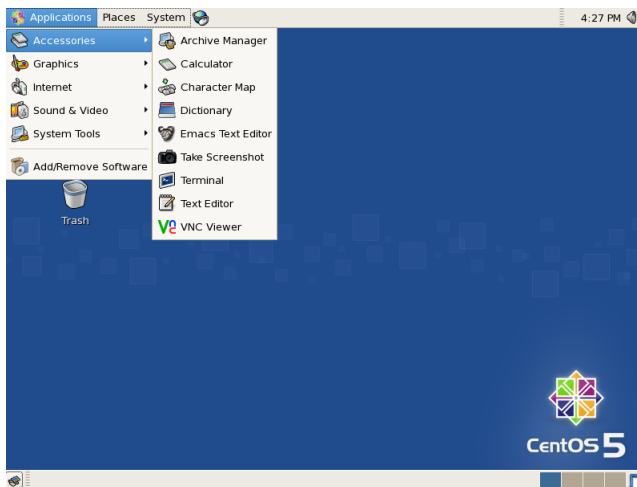 Applications Places System 4:27 PM
Accessories
Graphics
Internet
Sound & Video
System Tools
Add/Remove Software
Archive Manager
Calculator
Character Map
Dictionary
Emacs Text Editor
Take Screenshot
Terminal
Text Editor
VNC Viewer
Trash
CentOS 5